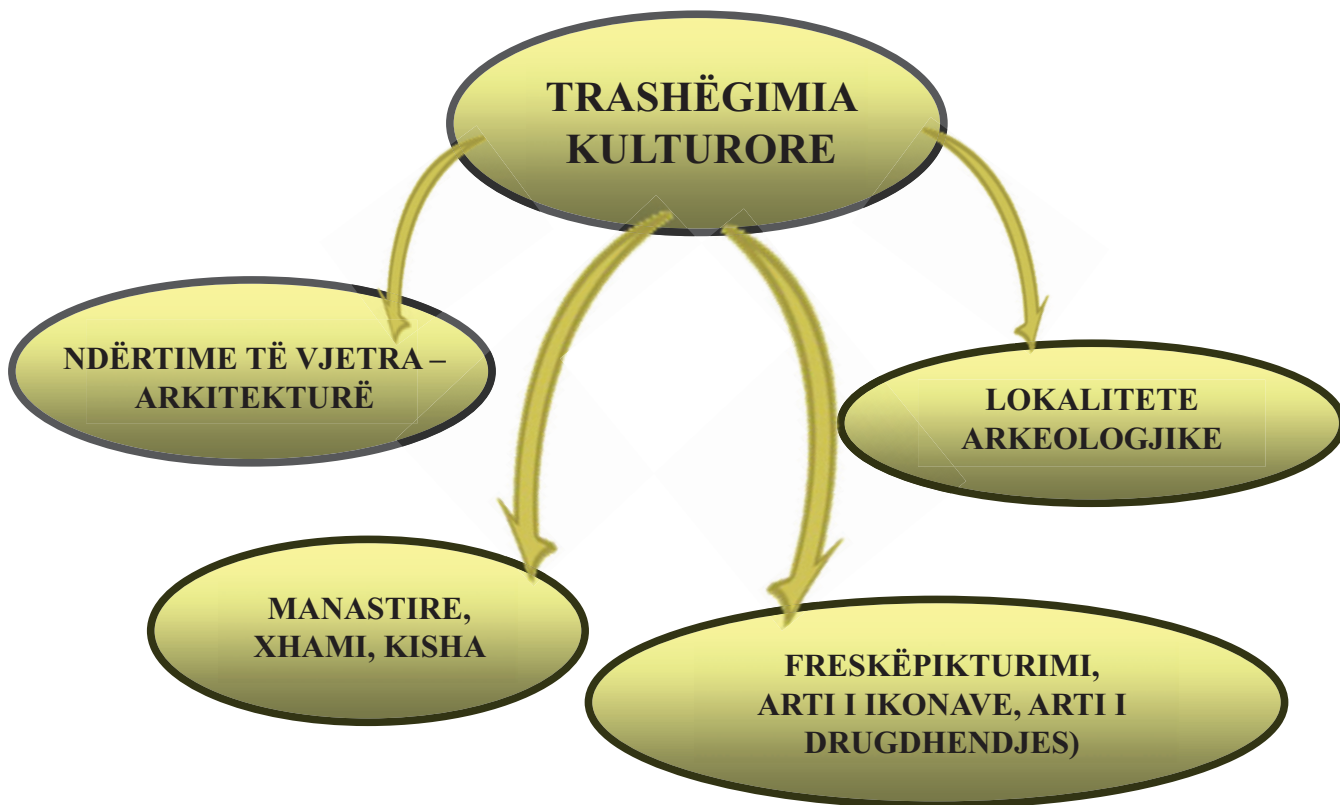 TRASHËGIMIA
KULTURORE
NDËRTIME TË VJETRA –
ARKITEKTURË
LOKALITETE
ARKEOLOGJIKE
MANASTIRE,
XHAMI, KISHA
FRESKËPIKTURIMI,
ARTI I IKONAVE, ARTI I
DRUGDHENDJES)